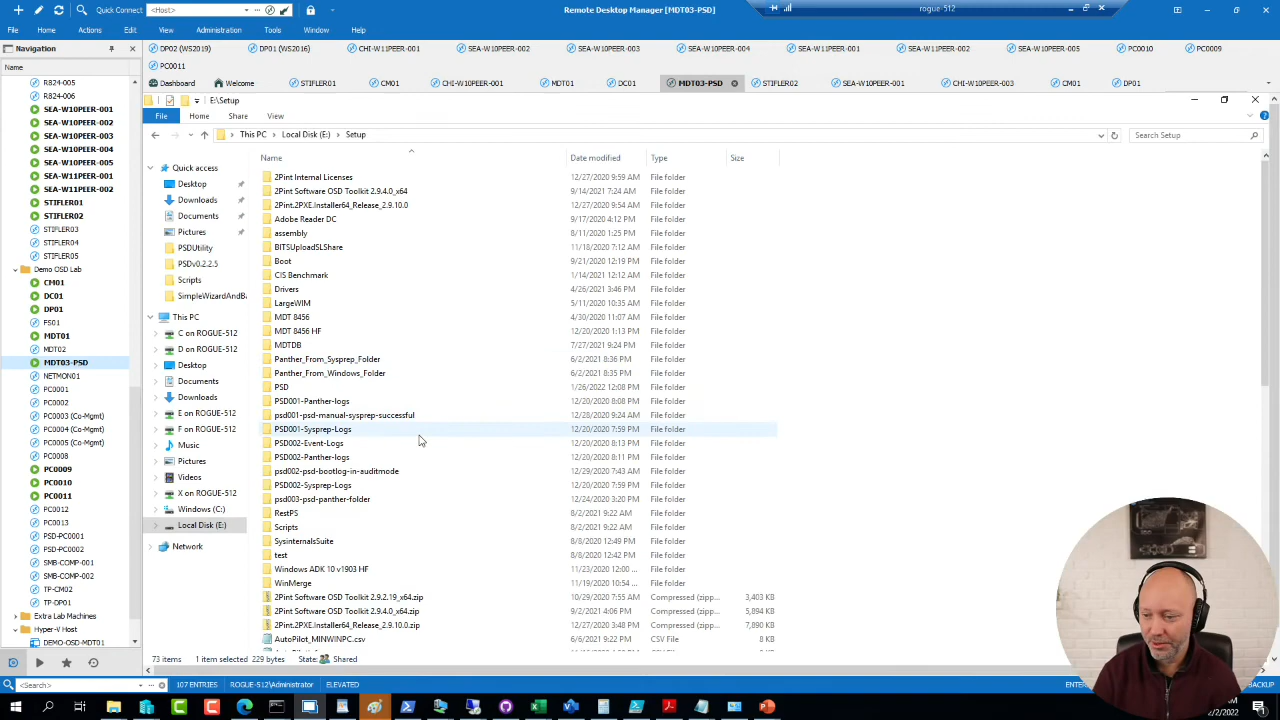 Quick Connect
<Host>
Remote Desktop Manager [MDT03-PSD]
rogue-512
File
Home
Actions
Edit
View
Administration
Tools
Window
Help
Navigation
DP02 (WS2019)
DP01 (WS2016)
CHI-W11PEER-001
SEA-W10PEER-002
SEA-W10PEER-003
SEA-W10PEER-004
SEA-W11PEER-001
SEA-W11PEER-002
SEA-W10PEER-005
PC0010
PC0009
PC0011
Dashboard
Welcome
STIFLER01
CM01
CHI-W10PEER-001
MDT01
DC01
MDT03-PSD
STIFLER02
SEA-W10PEER-001
CHI-W10PEER-003
CM01
DP01
Name
R824-005
R824-006
SEA-W10PEER-001
SEA-W10PEER-002
SEA-W10PEER-003
SEA-W10PEER-004
SEA-W10PEER-005
SEA-W11PEER-001
SEA-W11PEER-002
STIFLER01
STIFLER02
STIFLER03
STIFLER04
STIFLER05
Demo OSD Lab
CM01
DC01
DP01
FS01
MDT01
MDT02
MDT03-PSD
NETMON01
PC0001
PC0002
PC0003 (Co-Mgmt)
PC0004 (Co-Mgmt)
PC0005 (Co-Mgmt)
PC0008
PC0009
PC0010
PC0011
PC0012
PC0013
PSD-PC0001
PSD-PC0002
SMB-COMP-001
SMB-COMP-002
TP-CM02
TP-DP01
Extra Lab Machines
Hyper-V Host
DEMO-OSD-MDT01
E:\Setup
File
Home
Share
View
This PC
Local Disk (E:)
Setup
Search Setup
Quick access
Desktop
Downloads
Documents
Pictures
PSDUtility
PSDv0.2.2.5
Scripts
SimpleWizardAndBa
This PC
C on ROGUE-512
D on ROGUE-512
Desktop
Documents
Downloads
E on ROGUE-512
F on ROGUE-512
Music
Pictures
Videos
X on ROGUE-512
Windows (C:)
Local Disk (E:)
Network
Name Date modified Type Size
2Pint Internal Licenses 12/27/2020 9:59 AM File folder
2Pint Software OSD Toolkit 2.9.4.0_x64 9/14/2021 7:24 AM File folder
2Pint.2PXE.Installer64_Release_2.9.10.0 12/27/2020 9:54 AM File folder
Adobe Reader DC 9/17/2020 4:12 PM File folder
assembly 8/11/2020 1:25 PM File folder
BITSUploadSLShare 11/18/2020 7:12 AM File folder
Boot 9/21/2020 12:19 PM File folder
CIS Benchmark 1/14/2021 12:12 AM File folder
Drivers 4/26/2021 3:46 PM File folder
LargeWIM 5/11/2020 10:35 AM File folder
MDT 8456 4/30/2020 11:07 AM File folder
MDT 8456 HF 12/20/2020 1:13 PM File folder
MDTDB 7/27/2021 9:24 PM File folder
Panther_From_Sysprep_Folder 6/2/2021 8:36 PM File folder
Panther_From_Windows_Folder 6/2/2021 8:35 PM File folder
PSD 1/26/2022 12:08 PM File folder
PSD001-Panther-logs 12/20/2020 8:08 PM File folder
psd001-psd-manual-sysprep-successful 12/28/2020 9:24 AM File folder
PSD001-Sysprep-Logs 12/20/2020 7:59 PM File folder
PSD002-Event-Logs 12/20/2020 8:13 PM File folder
PSD002-Panther-logs 12/20/2020 8:11 PM File folder
psd002-psd-bootlog-in-auditmode 12/29/2020 7:43 AM File folder
PSD002-Sysprep-Logs 12/20/2020 7:59 PM File folder
psd003-psd-panther-folder 12/24/2020 3:20 PM File folder
RestPS 8/2/2021 9:22 AM File folder
Scripts 8/2/2021 9:22 AM File folder
SysinternalsSuite 8/8/2020 12:49 PM File folder
test 8/8/2020 12:42 PM File folder
Windows ADK 10 v1903 HF 11/23/2020 12:00 ... File folder
WinMerge 11/19/2020 10:54 ... File folder
2Pint Software OSD Toolkit 2.9.2.19_x64.zip 10/29/2020 7:55 AM Compressed (zipp... 3,403 KB
2Pint Software OSD Toolkit 2.9.4.0_x64.zip 9/2/2021 4:06 PM Compressed (zipp... 5,894 KB
2Pint.2PXE.Installer64_Release_2.9.10.0.zip 12/27/2020 3:48 PM Compressed (zipp... 7,890 KB
AutoPilot_MINWINPC.csv 6/6/2021 9:22 PM CSV File 8 KB
73 items 1 item selected 229 bytes State: Shared
<Search>
107 ENTRIES
ROGUE-512\Administrator
ELEVATED
BACKUP